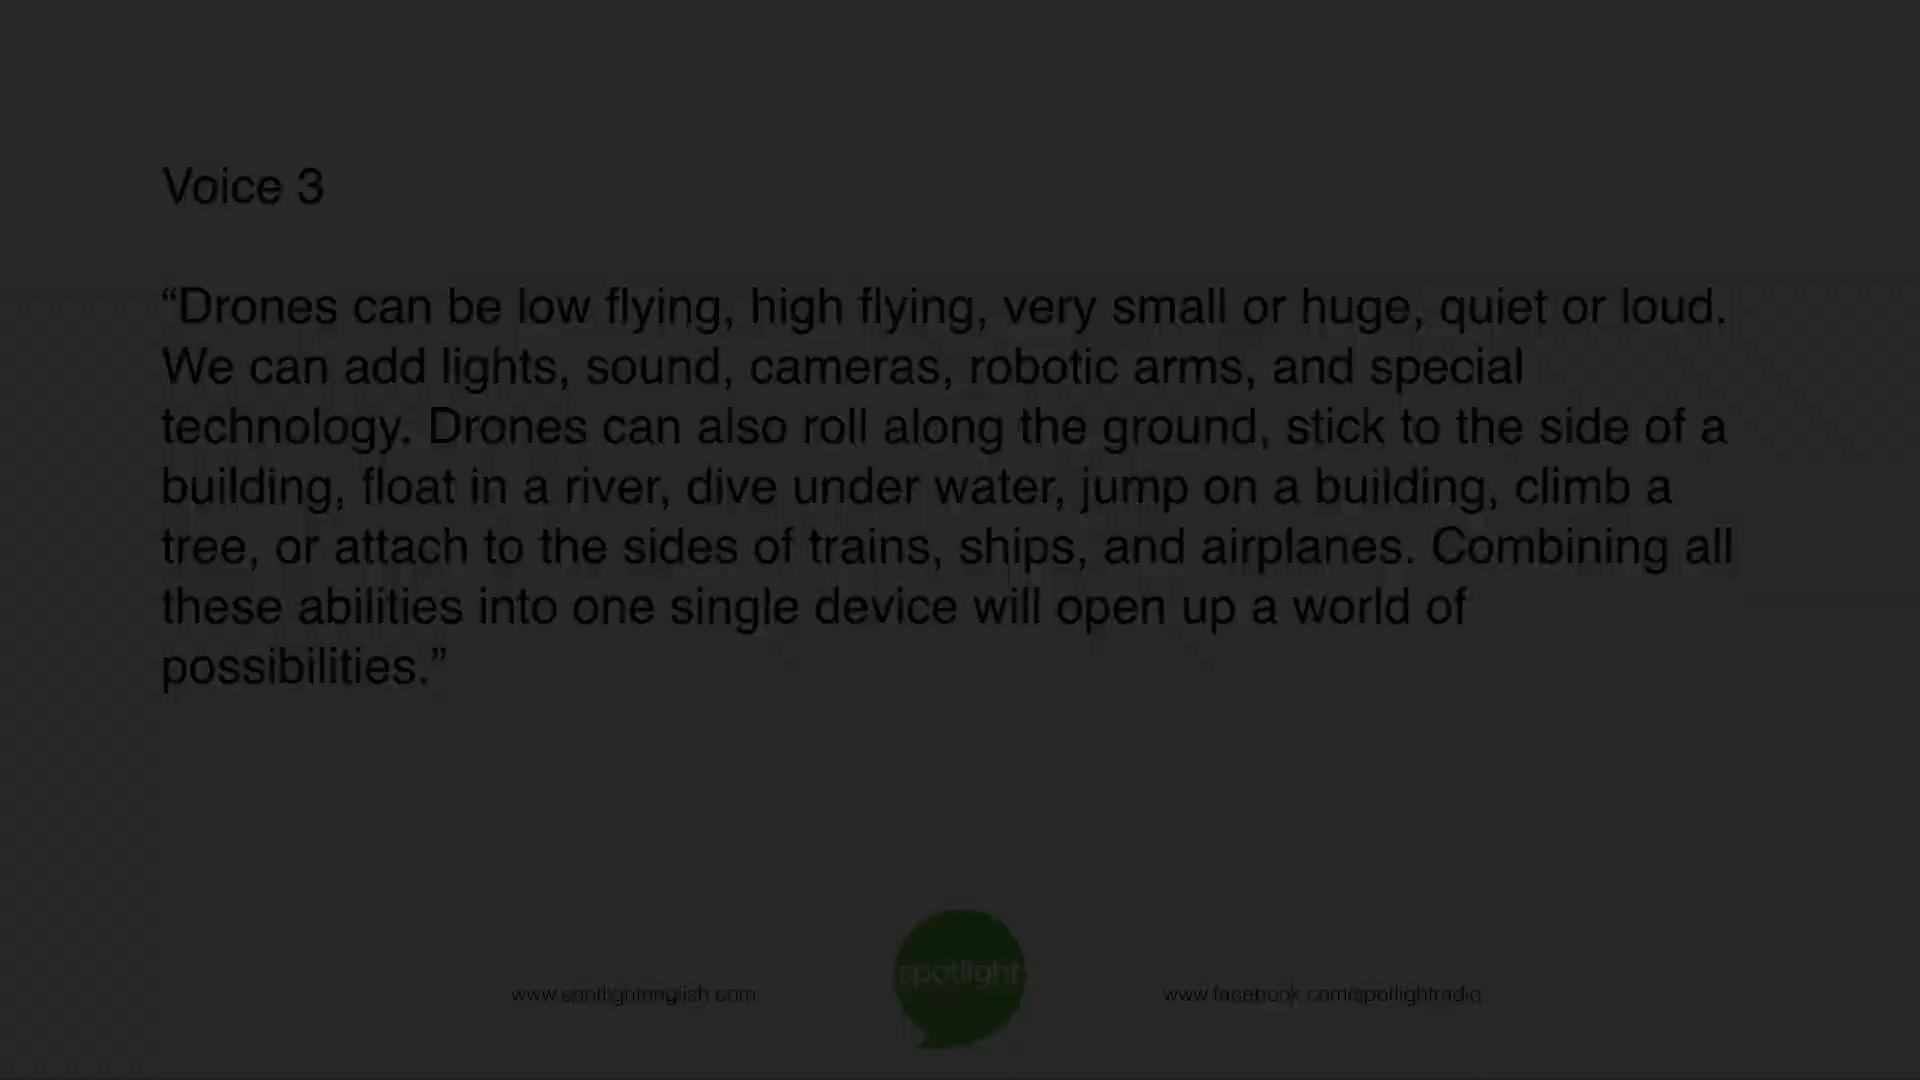 Voice 3
“Drones can be low flying, high flying, very small or huge, quiet or loud.
We can add lights, sound, cameras, robotic arms, and special
technology. Drones can also roll along the ground, stick to the side of a
building, float in a river, dive under water, jump on a building, climb a
tree, or attach to the sides of trains, ships, and airplanes. Combining all
these abilities into one single device will open up a world of
possibilities.”
spotlight
www.spotlightenglish.com
www.facebook.com/spotlightradio